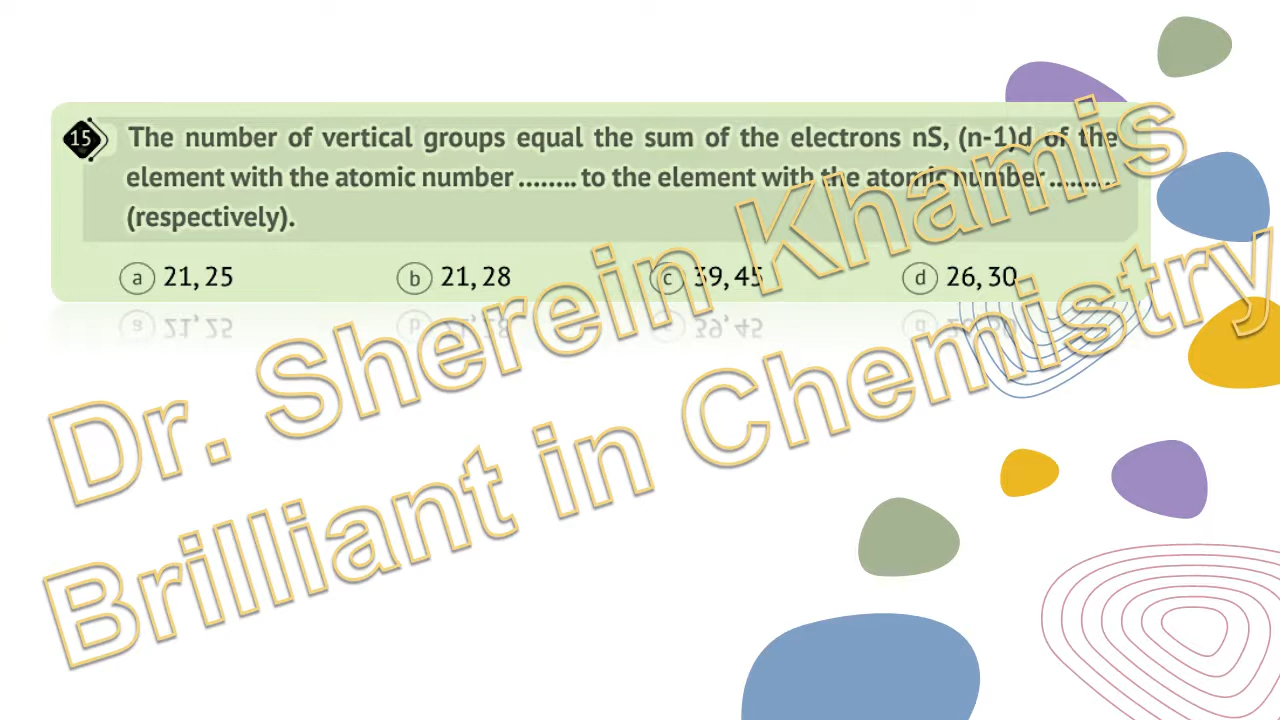 15 The number of vertical groups equal the sum of the electrons nS, (n-1)d of the
element with the atomic number ........ to the element with the atomic number ........
(respectively).
a 21, 25 b 21, 28 c 39, 45 d 26, 30
Dr. Sherein Khamis
Brilliant in Chemistry